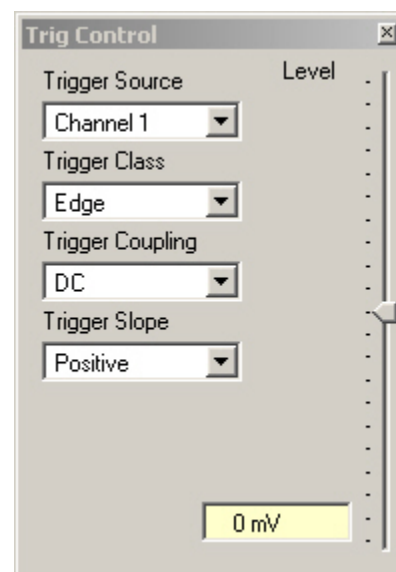 Trig Control
Trigger Source
Level
Channel 1
Trigger Class
Edge
Trigger Coupling
DC
Trigger Slope
Positive
0 mV